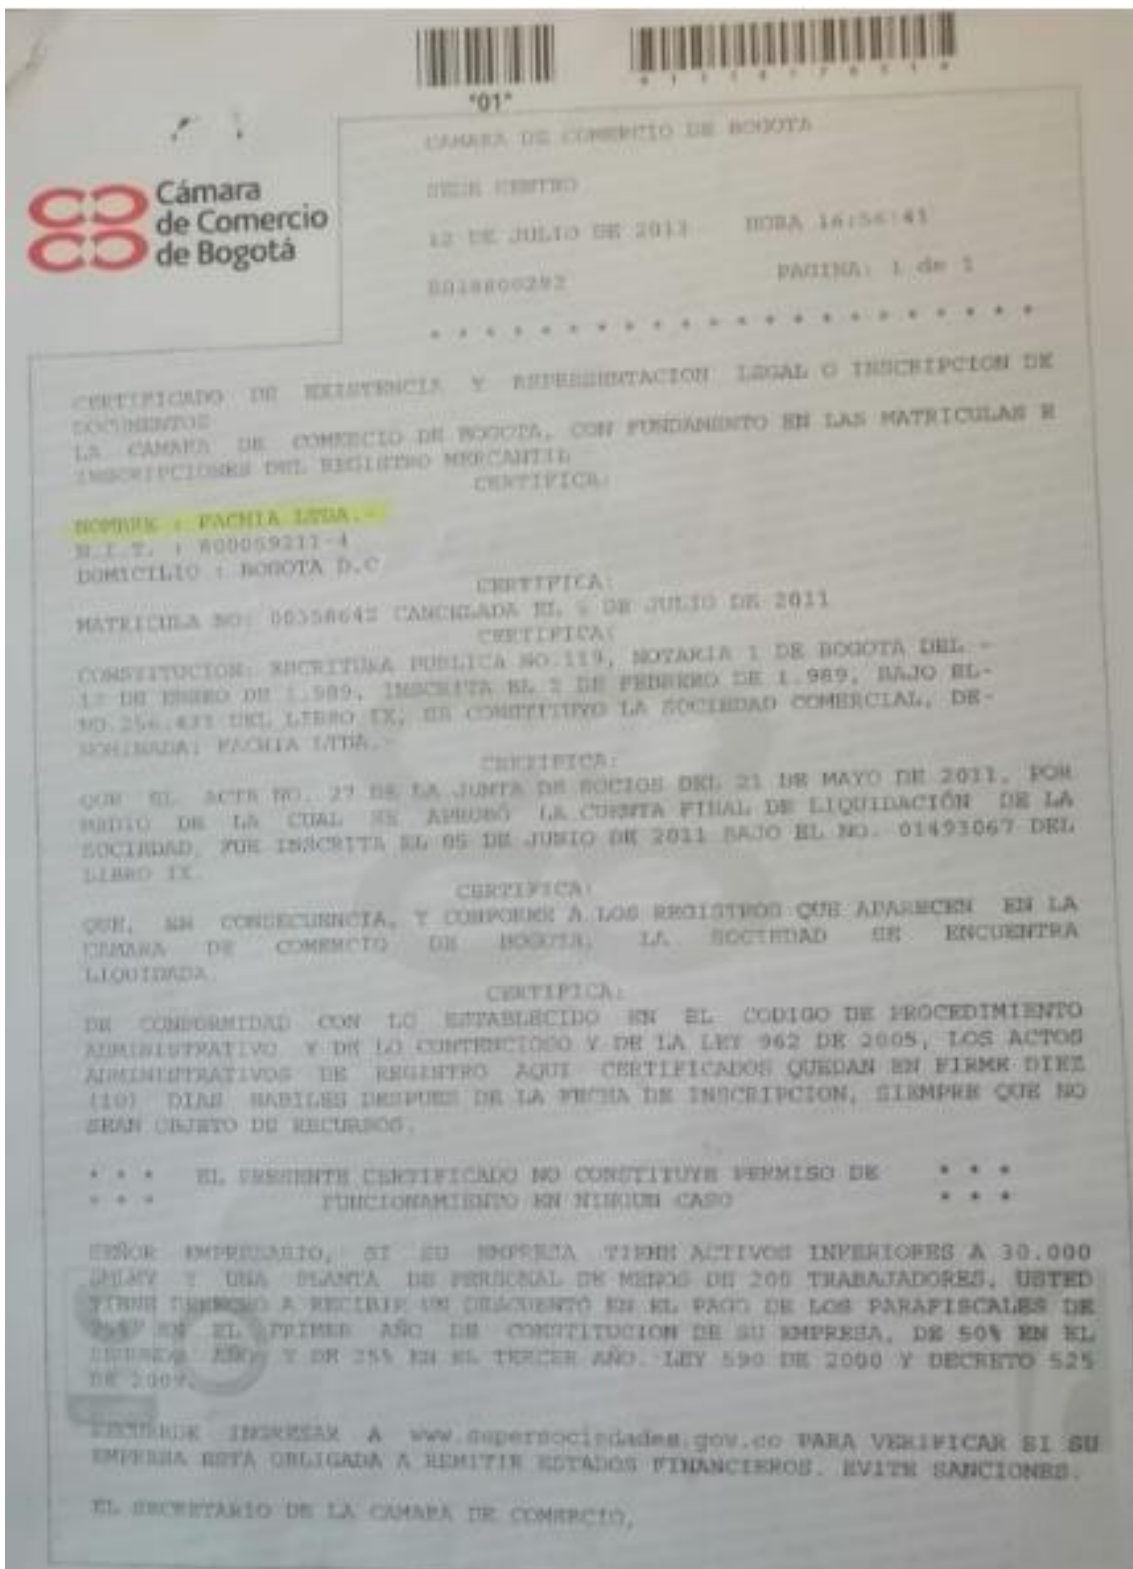 "01"
Cámara
de Comercio
de Bogotá
CAMARA DE COMERCIO DE BOGOTA
SEDE CENTRO
12 DE JULIO DE 2013 HORA 16:56:41
PAGINA: 1 de 1
* * * * * * * * * * * * * * * * * * * * * *
CERTIFICADO DE EXISTENCIA Y REPRESENTACION LEGAL O INSCRIPCION DE
DOCUMENTOS
LA CAMARA DE COMERCIO DE BOGOTA, CON FUNDAMENTO EN LAS MATRICULAS E
INSCRIPCIONES DEL REGISTRO MERCANTIL
CERTIFICA:
NOMBRE : FACHIA LTDA.-
N.I.T. : 800059211-4
DOMICILIO : BOGOTA D.C
CERTIFICA:
MATRICULA NO: CANCELADA EL DE JULIO DE 2011
CERTIFICA:
CONSTITUCION: ESCRITURA PUBLICA NO.119, NOTARIA 1 DE BOGOTA DEL -
DE ENERO DE 1.989, INSCRITA EL 2 DE FEBRERO DE 1.989, BAJO EL-
NO. DEL LIBRO IX, SE CONSTITUYO LA SOCIEDAD COMERCIAL, DE-
NOMINADA: FACHIA LTDA.-
CERTIFICA:
QUE EL ACTA NO. 27 DE LA JUNTA DE SOCIOS DEL 21 DE MAYO DE 2011, POR
MEDIO DE LA CUAL SE APROBÓ LA CUENTA FINAL DE LIQUIDACIÓN DE LA
SOCIEDAD, FUE INSCRITA EL 05 DE DE 2011 BAJO EL NO. 01493067 DEL
LIBRO IX.
CERTIFICA:
QUE, EN CONSECUENCIA, Y CONFORME A LOS REGISTROS QUE APARECEN EN LA
CAMARA DE COMERCIO DE BOGOTA, LA SOCIEDAD SE ENCUENTRA
LIQUIDADA.
CERTIFICA:
DE CONFORMIDAD CON LO ESTABLECIDO EN EL CODIGO DE PROCEDIMIENTO
ADMINISTRATIVO Y DE LO CONTENCIOSO Y DE LA LEY 962 DE 2005, LOS ACTOS
ADMINISTRATIVOS DE REGISTRO AQUI CERTIFICADOS QUEDAN EN FIRME DIEZ
(10) DIAS HABILES DESPUES DE LA FECHA DE INSCRIPCION, SIEMPRE QUE NO
SEAN OBJETO DE RECURSOS.
* * * EL PRESENTE CERTIFICADO NO CONSTITUYE PERMISO DE * * *
* * * FUNCIONAMIENTO EN NINGUN CASO * * *
SEÑOR EMPRESARIO, SI SU EMPRESA TIENE ACTIVOS INFERIORES A 30.000
SMLMV Y UNA PLANTA DE PERSONAL DE MENOS DE 200 TRABAJADORES, USTED
TIENE DERECHO A RECIBIR UN DESCUENTO EN EL PAGO DE LOS PARAFISCALES DE
75% EN EL PRIMER AÑO DE CONSTITUCION DE SU EMPRESA, DE 50% EN EL
SEGUNDO AÑO Y DE 25% EN EL TERCER AÑO. LEY 590 DE 2000 Y DECRETO 525
DE 2009.
RECUERDE INGRESAR A www.supersociedades.gov.co PARA VERIFICAR SI SU
EMPRESA ESTA OBLIGADA A REMITIR ESTADOS FINANCIEROS. EVITE SANCIONES.
EL SECRETARIO DE LA CAMARA DE COMERCIO,